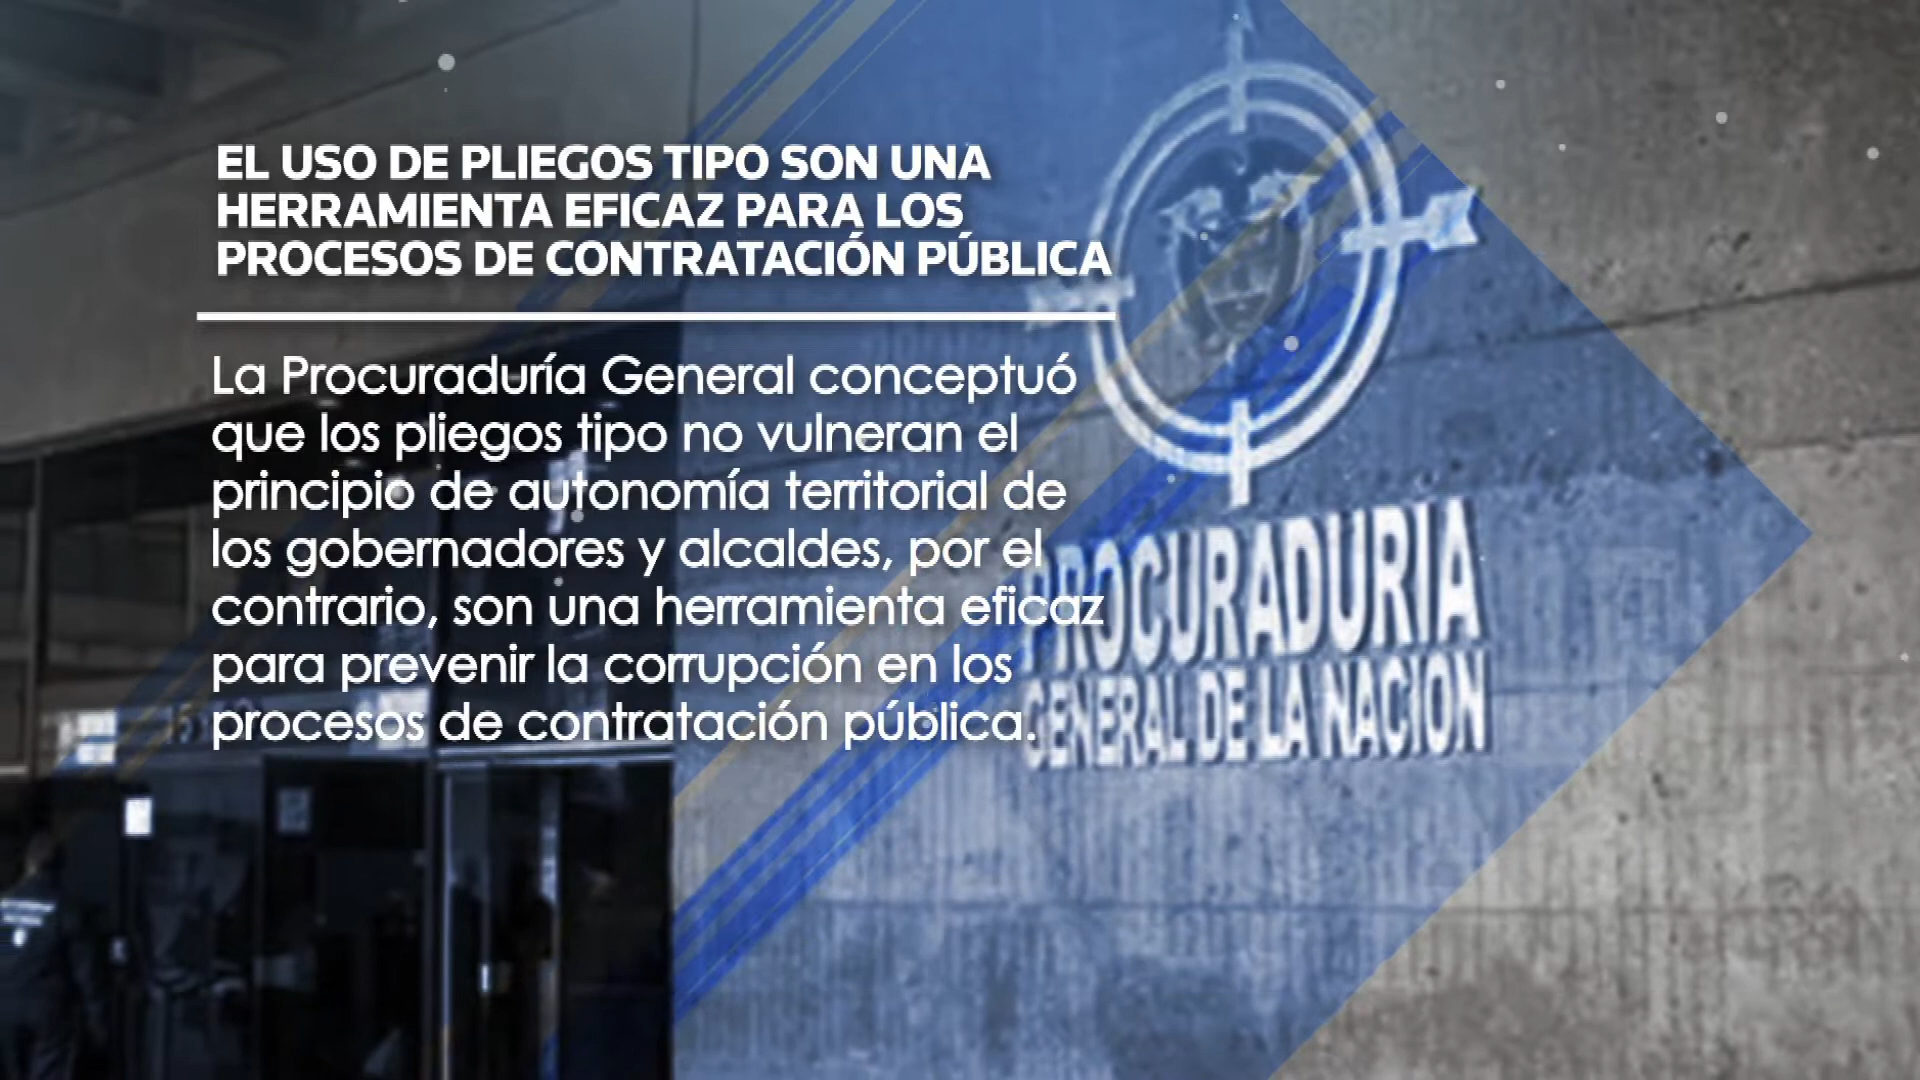 EL USO DE PLIEGOS TIPO SON UNA
HERRAMIENTA EFICAZ PARA LOS
PROCESOS DE CONTRATACIÓN PÚBLICA
La Procuraduría General conceptuó
que los pliegos tipo no vulneran el
principio de autonomía territorial de
los gobernadores y alcaldes, por el
contrario, son una herramienta eficaz
para prevenir la corrupción en los
procesos de contratación pública.
PROCURADURIA
GENERAL DE LA NACION